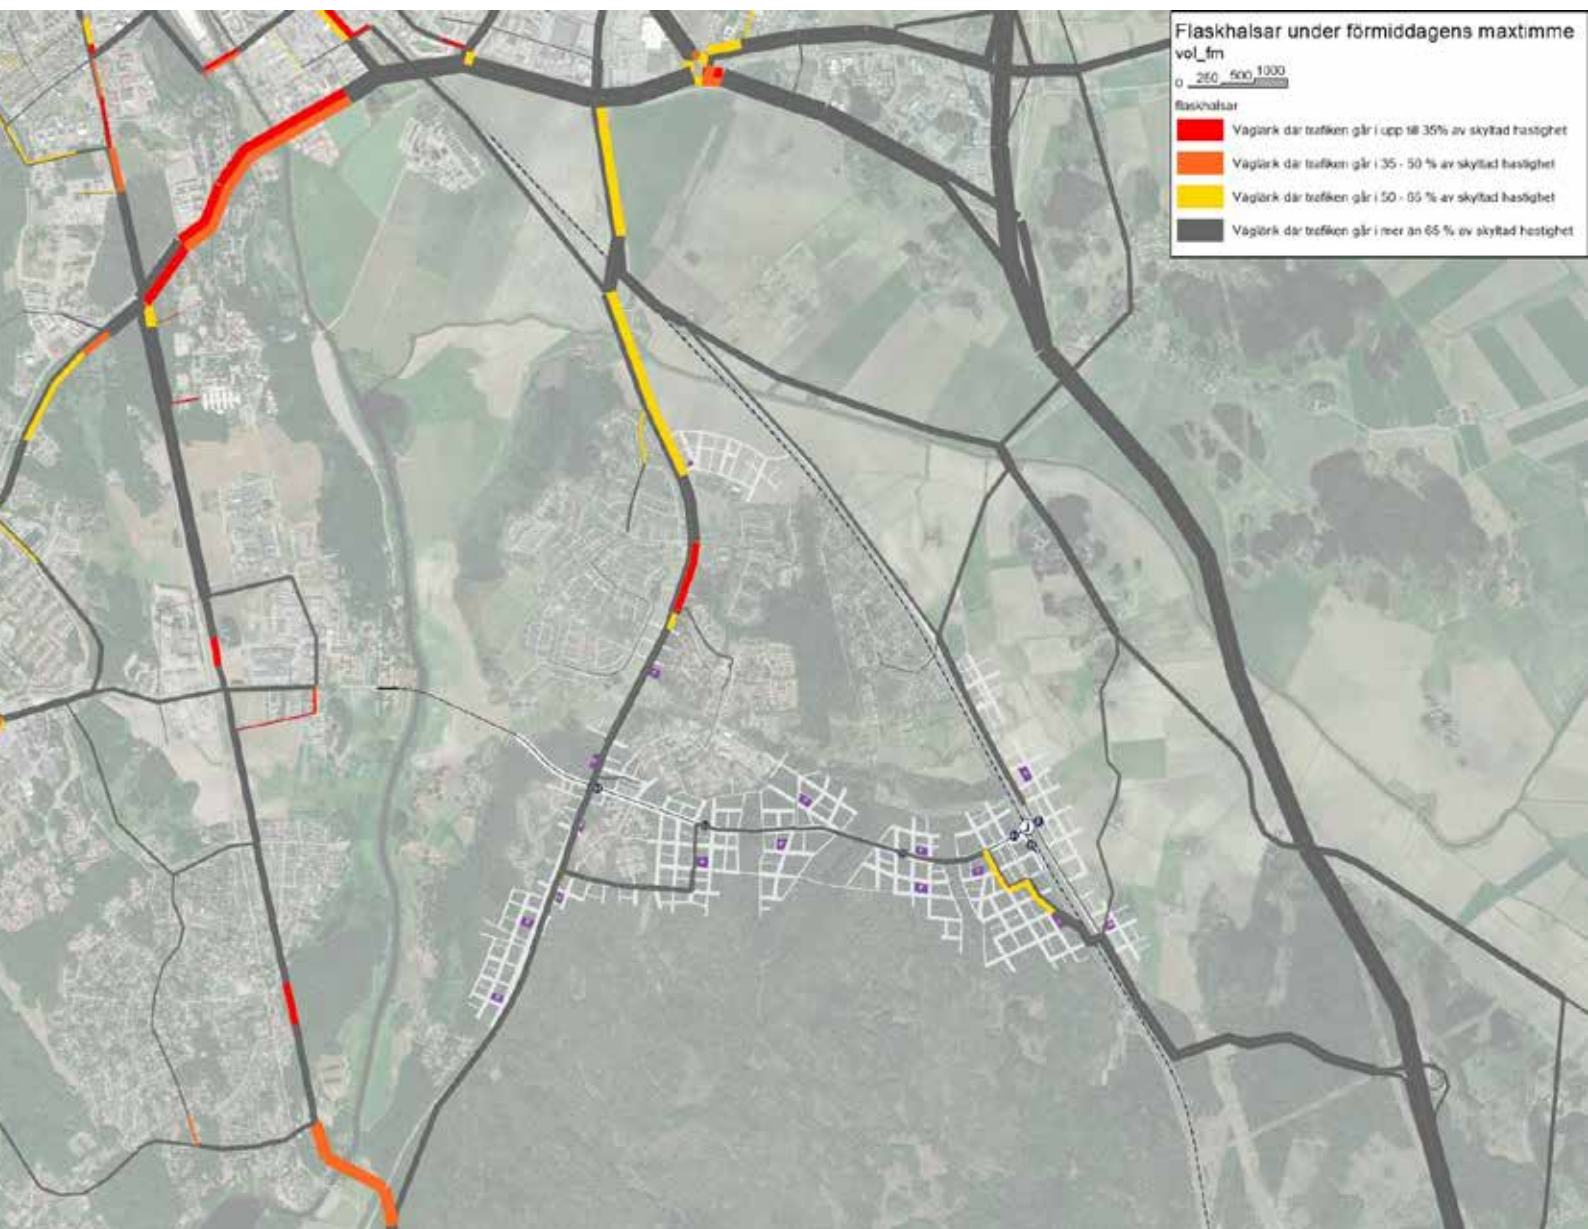 Flaskhalsar under förmiddagens maxtimme
vol_fm
0 250 500 1000
flaskhalsar
Väglänk där trafiken går i upp till 35% av skyltad hastighet
Väglänk där trafiken går i 35 - 50 % av skyltad hastighet
Väglänk där trafiken går i 50 - 65 % av skyltad hastighet
Väglänk där trafiken går i mer än 65 % av skyltad hastighet